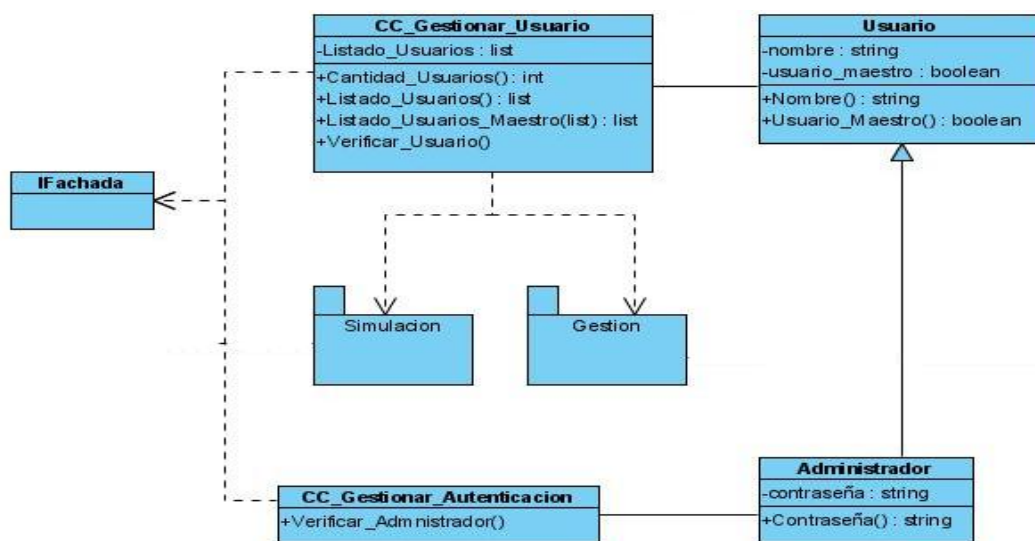 CC_Gestionar_Usuario
-Listado_Usuarios : list
+Cantidad_Usuarios() : int
+Listado_Usuarios() : list
+Listado_Usuarios_Maestro(list) : list
+Verificar_Usuario()
Usuario
-nombre : string
-usuario_maestro : boolean
+Nombre() : string
+Usuario_Maestro() : boolean
IFachada
Simulacion
Gestion
CC_Gestionar_Autenticacion
+Verificar_Admnistrador()
Administrador
-contraseña : string
+Contraseña() : string